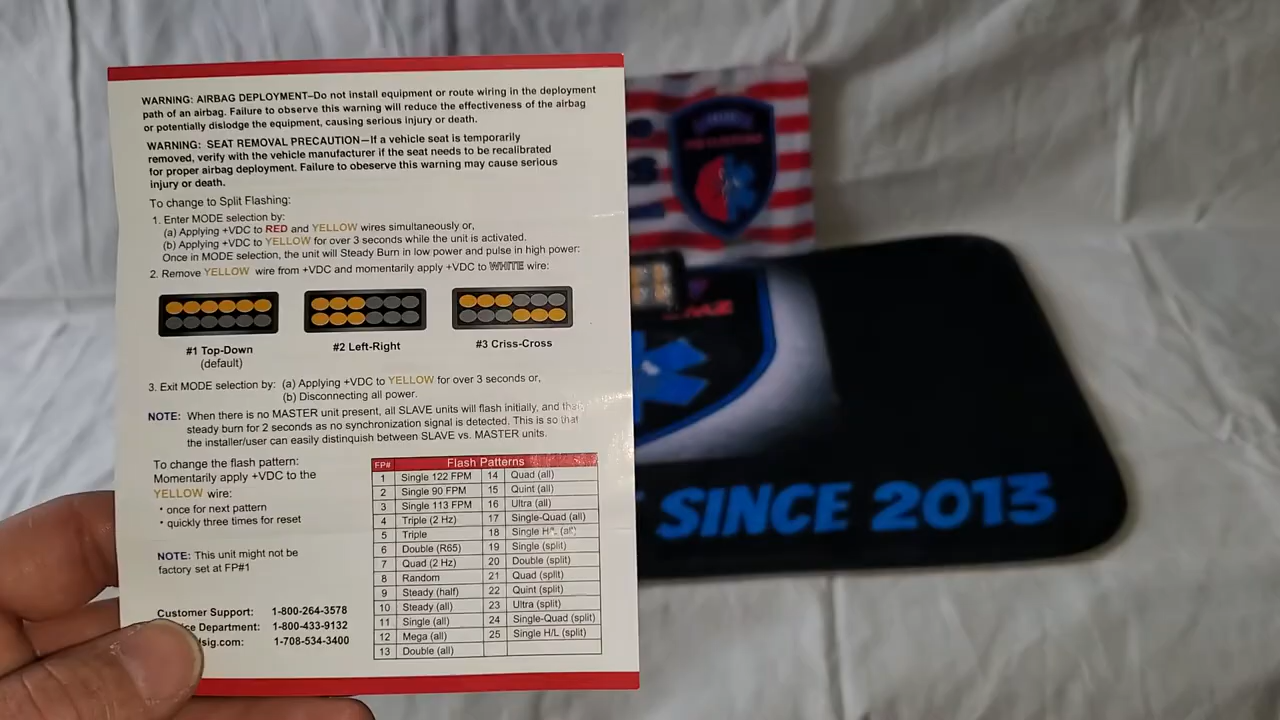 WARNING: AIRBAG DEPLOYMENT–Do not install equipment or route wiring in the deployment
path of an airbag. Failure to observe this warning will reduce the effectiveness of the airbag
or potentially dislodge the equipment, causing serious injury or death.
WARNING: SEAT REMOVAL PRECAUTION—If a vehicle seat is temporarily
removed, verify with the vehicle manufacturer if the seat needs to be recalibrated
for proper airbag deployment. Failure to obeserve this warning may cause serious
injury or death.
To change to Split Flashing:
1. Enter MODE selection by:
(a) Applying +VDC to RED and YELLOW wires simultaneously or,
(b) Applying +VDC to YELLOW for over 3 seconds while the unit is activated.
Once in MODE selection, the unit will Steady Burn in low power and pulse in high power:
2. Remove YELLOW wire from +VDC and momentarily apply +VDC to WHITE wire:
#1 Top-Down
(default)
#2 Left-Right
#3 Criss-Cross
3. Exit MODE selection by: (a) Applying +VDC to YELLOW for over 3 seconds or,
(b) Disconnecting all power.
NOTE: When there is no MASTER unit present, all SLAVE units will flash initially, and then
steady burn for 2 seconds as no synchronization signal is detected. This is so that
the installer/user can easily distinquish between SLAVE vs. MASTER units.
To change the flash pattern:
Momentarily apply +VDC to the
YELLOW wire:
• once for next pattern
• quickly three times for reset
NOTE: This unit might not be
factory set at FP#1
Customer Support: 1-800-264-3578
Department: 1-800-433-9132
1-708-534-3400
FP# Flash Patterns
1 Single 122 FPM 14 Quad (all)
2 Single 90 FPM 15 Quint (all)
3 Single 113 FPM 16 Ultra (all)
4 Triple (2 Hz) 17 Single-Quad (all)
5 Triple 18 Single H/L (all)
6 Double (R65) 19 Single (split)
7 Quad (2 Hz) 20 Double (split)
8 Random 21 Quad (split)
9 Steady (half) 22 Quint (split)
10 Steady (all) 23 Ultra (split)
11 Single (all) 24 Single-Quad (split)
12 Mega (all) 25 Single H/L (split)
13 Double (all)
SINCE 2013